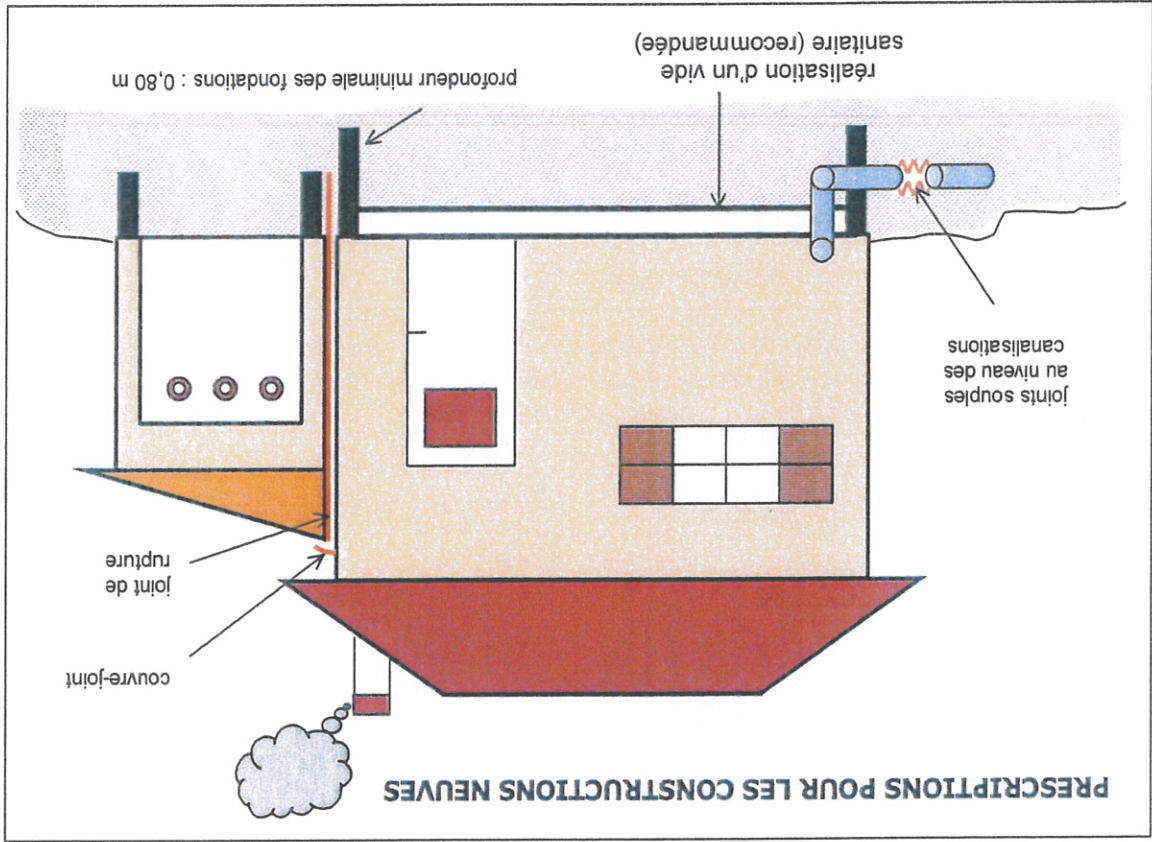 PRESCRIPTIONS POUR LES CONSTRUCTIONS NEUVES
couvre-joint
joint de
rupture
joints souples
au niveau des
canalisations
réalisation d'un vide
sanitaire (recommandée)
profondeur minimale des fondations : 0,80 m